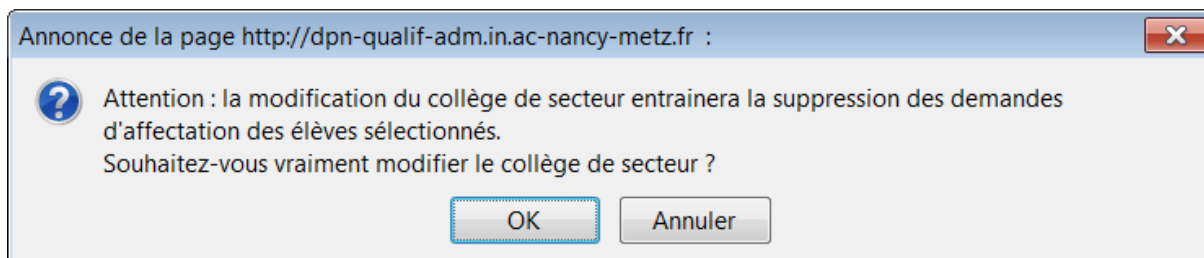 Annonce de la page http://dpn-qualif-adm.in.ac-nancy-metz.fr :
Attention : la modification du collège de secteur entrainera la suppression des demandes
d'affectation des élèves sélectionnés.
Souhaitez-vous vraiment modifier le collège de secteur ?
OK
Annuler